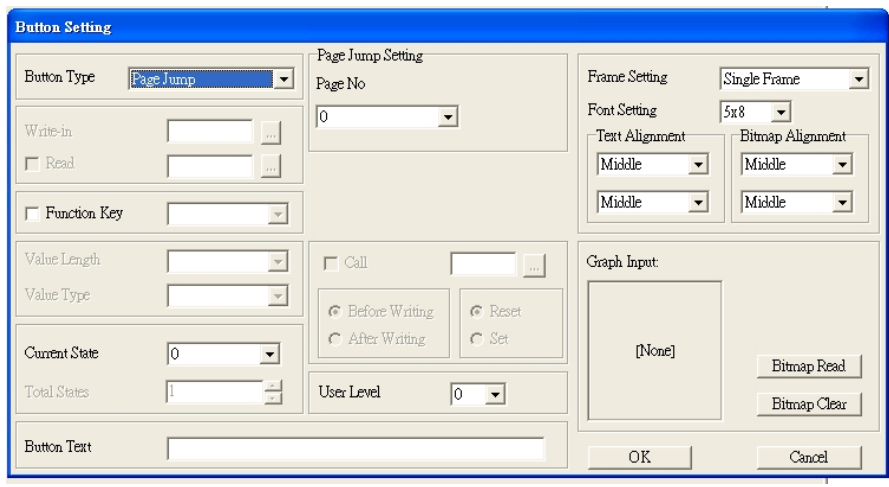 Button Setting
Button Type Page Jump
Write-in ...
Read ...
Function Key
Value Length
Value Type
Current State 0
Total States 1
Button Text
Page Jump Setting
Page No
0
Call ...
Before Writing Reset
After Writing Set
User Level 0
Frame Setting Single Frame
Font Setting 5x8
Text Alignment Bitmap Alignment
Middle Middle
Middle Middle
Graph Input:
[None]
Bitmap Read
Bitmap Clear
OK Cancel